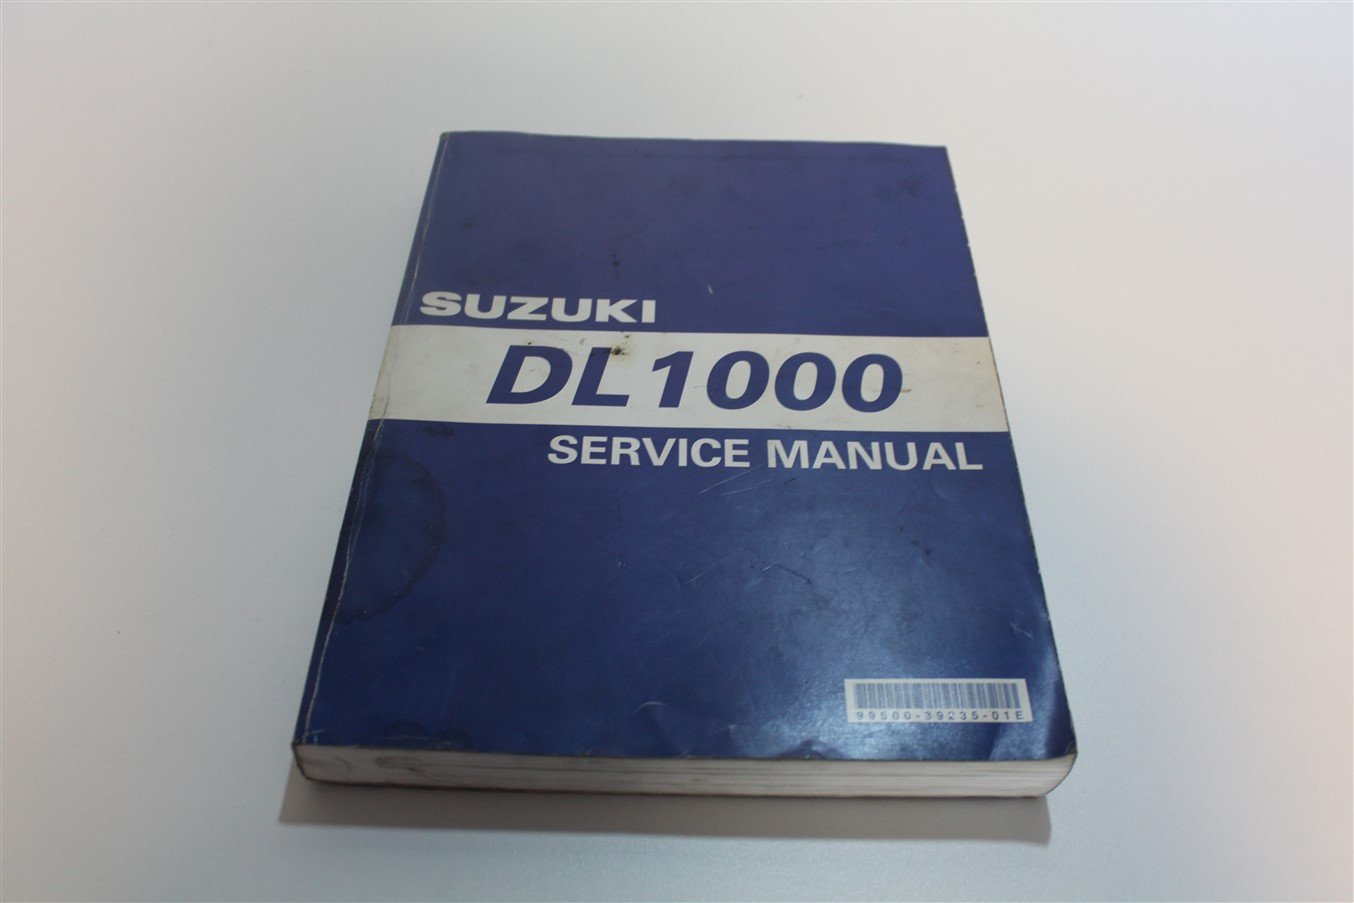 SUZUKI
DL1000
SERVICE MANUAL
99500-39235-01E